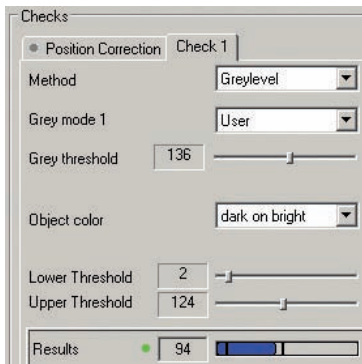 Checks
Position Correction Check 1
Method Greylevel
Grey mode 1 User
Grey threshold 136
Object color dark on bright
Lower Threshold 2
Upper Threshold 124
Results 94